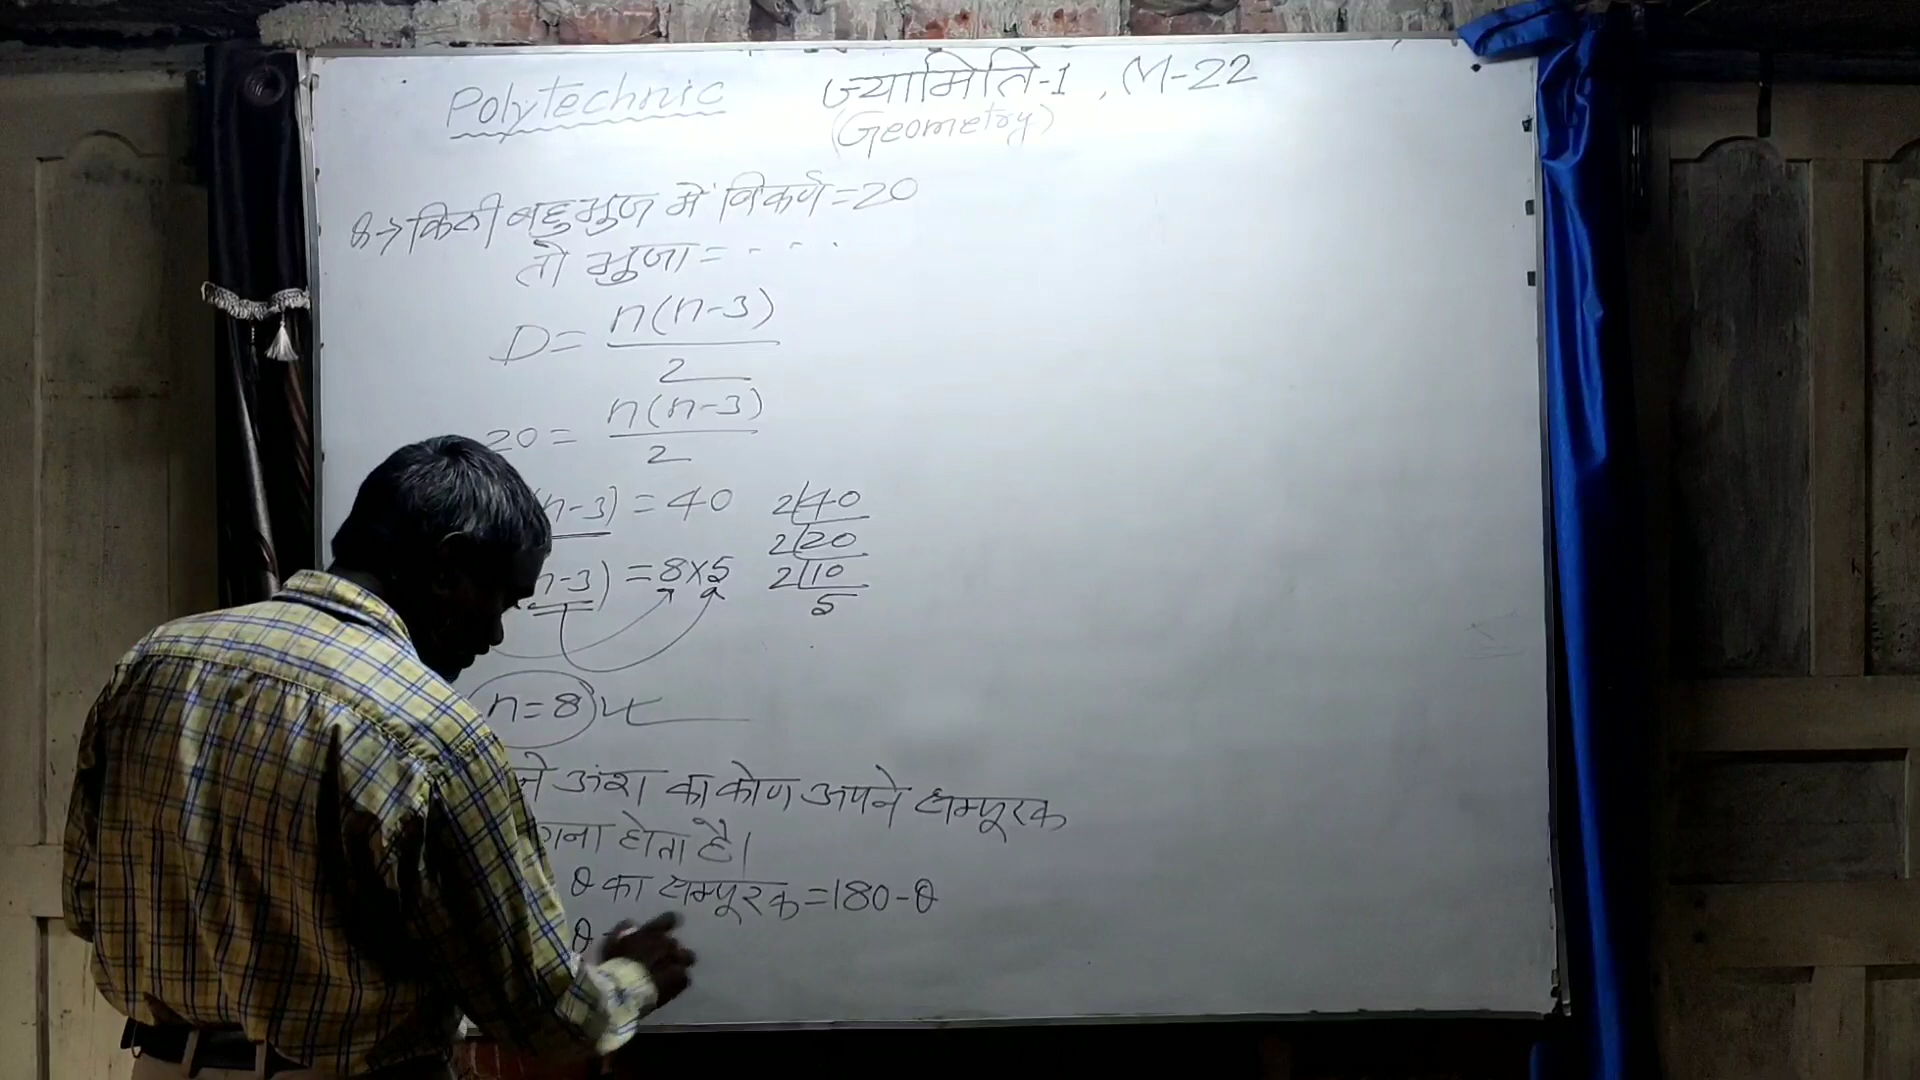 Polytechnic ज्यामिति-1, M-22
(Geometry)
8→ किसी बहुभुज में विकर्ण=20
तो भुजा= - - - .
D= n(n-3)/2
20= n(n-3)/2
(n-3) = 40
2|40
2|20
2|10
5
(n-3) = 8×5
n=8
ने अंश का कोण अपने सम्पूरक
गुना होता है।
θ का सम्पूरक=180-θ
θ